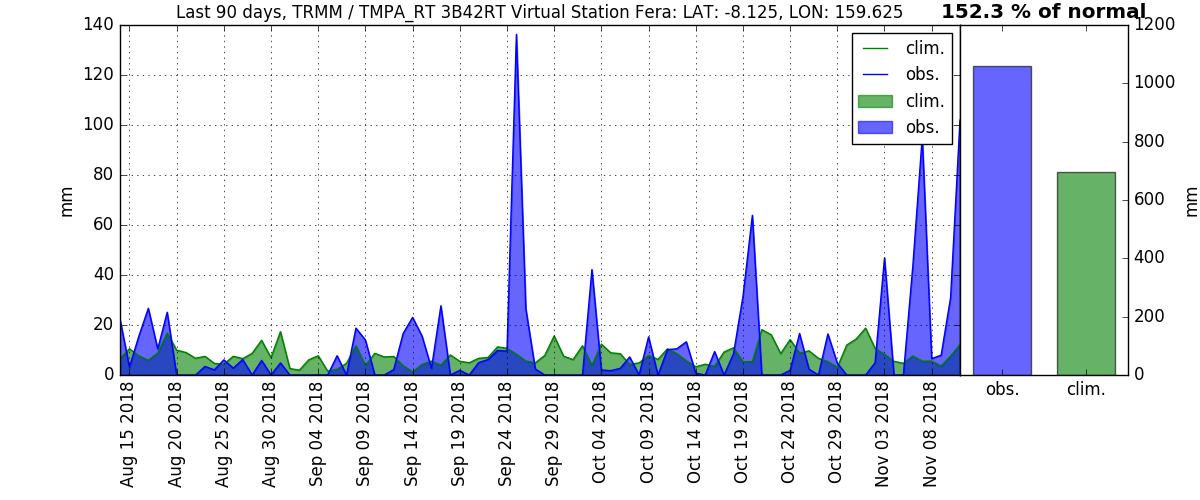 Last 90 days, TRMM / TMPA_RT 3B42RT Virtual Station Fera: LAT: -8.125, LON: 159.625
152.3 % of normal
140
120
100
80
60
40
20
0
mm
clim.
obs.
clim.
obs.
1200
1000
800
600
400
200
0
mm
obs.
clim.
Aug 15 2018
Aug 20 2018
Aug 25 2018
Aug 30 2018
Sep 04 2018
Sep 09 2018
Sep 14 2018
Sep 19 2018
Sep 24 2018
Sep 29 2018
Oct 04 2018
Oct 09 2018
Oct 14 2018
Oct 19 2018
Oct 24 2018
Oct 29 2018
Nov 03 2018
Nov 08 2018